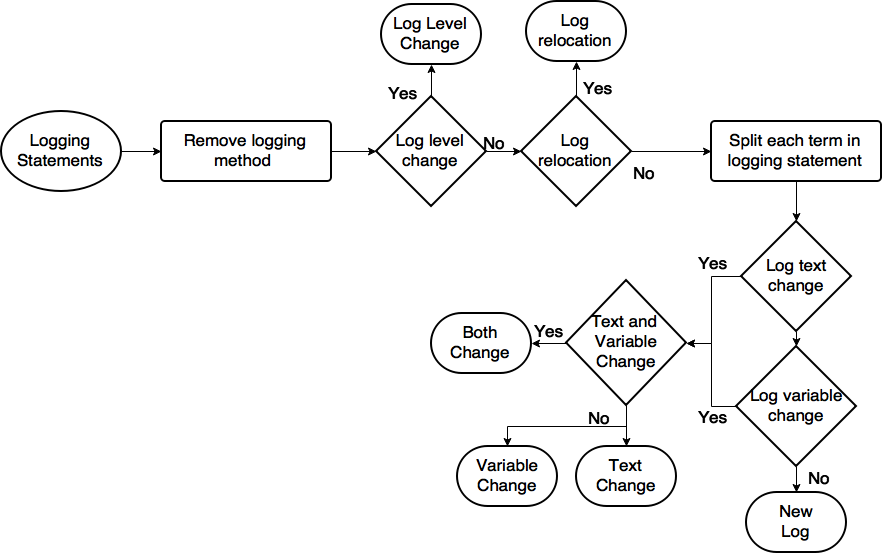 Log Level
Change
Log
relocation
Yes
Yes
Logging
Statements
Remove logging
method
Log level
change
No
Log
relocation
No
Split each term in
logging statement
Log text
change
Yes
Text and
Variable
Change
Yes
Both
Change
Log variable
change
Yes
No
Variable
Change
Text
Change
No
New
Log